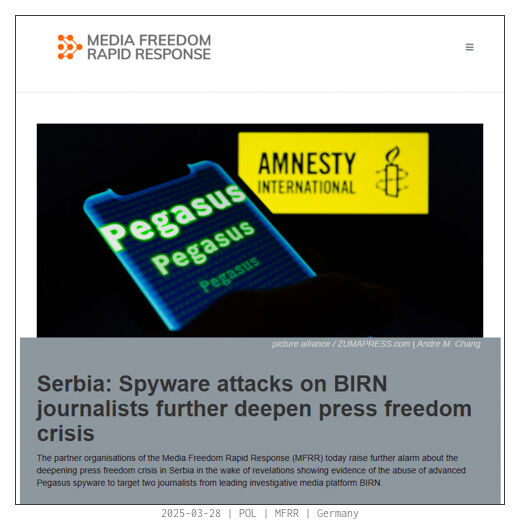 MEDIA FREEDOM
RAPID RESPONSE
AMNESTY
INTERNATIONAL
Pegasus
Pegasus
Pegasus
picture alliance / ZUMAPRESS.com | Andre M. Chang
Serbia: Spyware attacks on BIRN
journalists further deepen press freedom
crisis
The partner organisations of the Media Freedom Rapid Response (MFRR) today raise further alarm about the
deepening press freedom crisis in Serbia in the wake of revelations showing evidence of the abuse of advanced
Pegasus spyware to target two journalists from leading investigative media platform BIRN.
2025-03-28 | POL | MFRR | Germany